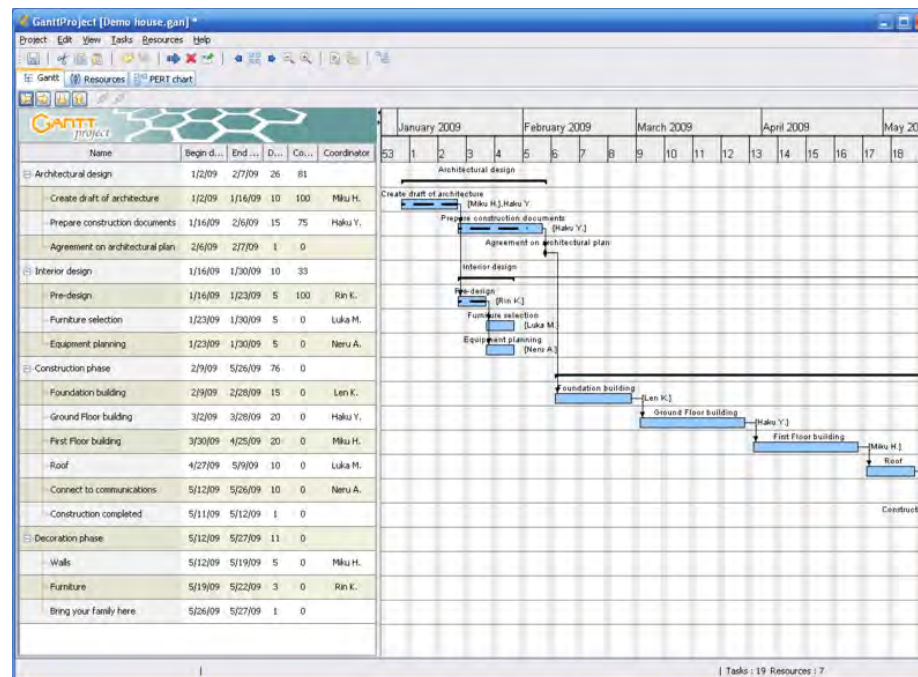 GanttProject [Demo house.gan] *
Project Edit View Tasks Resources Help
Gantt Resources PERT chart
GANTT project
January 2009 February 2009 March 2009 April 2009 May 20
Name Begin d... End ... D... Co... Coordinator 53 1 2 3 4 5 6 7 8 9 10 11 12 13 14 15 16 17 18
Architectural design 1/2/09 2/7/09 26 81 Architectural design
Create draft of architecture 1/2/09 1/16/09 10 100 Miku H. Create draft of architecture [Miku H.],Haku Y.
Prepare construction documents 1/16/09 2/6/09 15 75 Haku Y. Prepare construction documents [Haku Y.]
Agreement on architectural plan 2/6/09 2/7/09 1 0 Agreement on architectural plan
Interior design 1/16/09 1/30/09 10 33 Interior design
Pre-design 1/16/09 1/23/09 5 100 Rin K. Pre-design [Rin K.]
Furniture selection 1/23/09 1/30/09 5 0 Luka M. Furniture selection [Luka M.
Equipment planning 1/23/09 1/30/09 5 0 Neru A. Equipment planning [Neru A.]
Construction phase 2/9/09 5/26/09 76 0
Foundation building 2/9/09 2/28/09 15 0 Len K. Foundation building [Len K.]
Ground Floor building 3/2/09 3/28/09 20 0 Haku Y. Ground Floor building [Haku Y.]
First Floor building 3/30/09 4/25/09 20 0 Miku H. First Floor building [Miku H.]
Roof 4/27/09 5/9/09 10 0 Luka M. Roof
Connect to communications 5/12/09 5/26/09 10 0 Neru A.
Construction completed 5/11/09 5/12/09 1 0 Construct
Decoration phase 5/12/09 5/27/09 11 0
Walls 5/12/09 5/19/09 5 0 Miku H.
Furniture 5/19/09 5/22/09 3 0 Rin K.
Bring your family here 5/26/09 5/27/09 1 0
Tasks : 19 Resources : 7